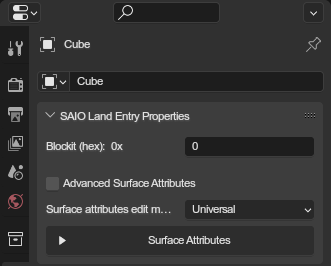 Cube
Cube
SAIO Land Entry Properties
Blockit (hex): 0x 0
Advanced Surface Attributes
Surface attributes edit m... Universal
Surface Attributes